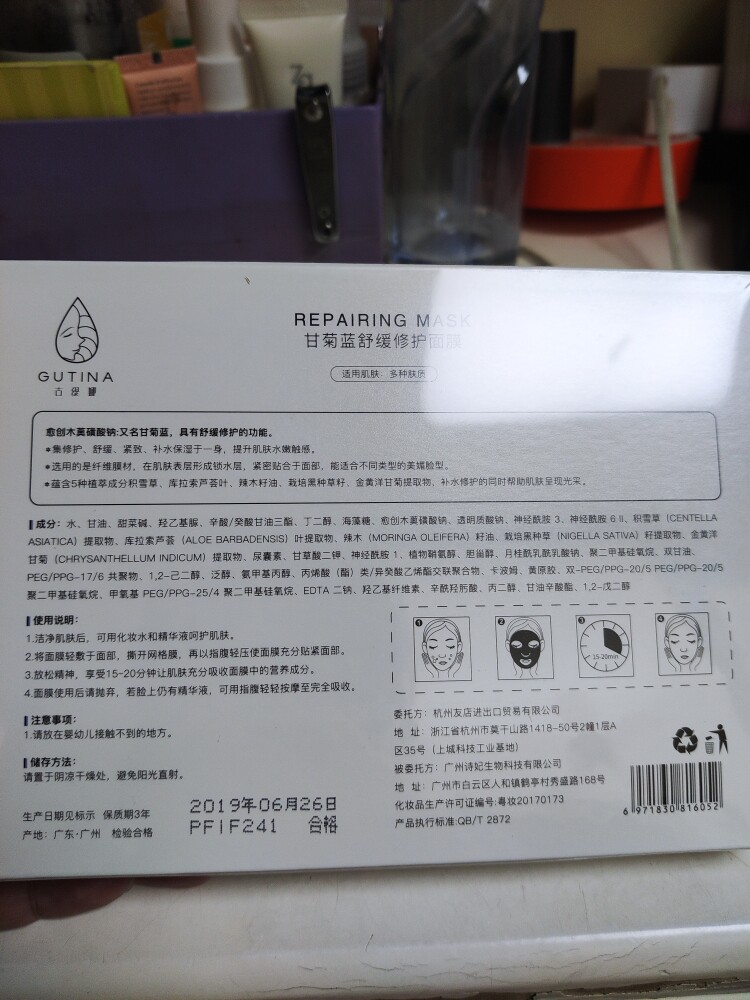 REPAIRING MASK
甘菊蓝舒缓修护面膜
GUTINA
适用肌肤：多种肤质
愈创木薁磺酸钠:又名甘菊蓝，具有舒缓修护的功能。
*集修护、舒缓、紧致、补水保湿于一身，提升肌肤水嫩触感。
*选用的是纤维膜材，在肌肤表层形成锁水层，紧密贴合于面部，能适合不同类型的美媚脸型。
*蕴含5种植萃成分积雪草、库拉索芦荟叶、辣木籽油、栽培黑种草籽、金黄洋甘菊提取物、补水修护的同时帮助肌肤呈现光采。
成分：水、甘油、甜菜碱、羟乙基脲、辛酸/癸酸甘油三酯、丁二醇、海藻糖、愈创木薁磺酸钠、透明质酸钠、神经酰胺 3、神经酰胺 6 II、积雪草（CENTELLA
ASIATICA）提取物、库拉索芦荟（ALOE BARBADENSIS）叶提取物、辣木（MORINGA OLEIFERA）籽油、栽培黑种草（NIGELLA SATIVA）籽提取物、金黄洋
甘菊（CHRYSANTHELLUM INDICUM）提取物、尿囊素、甘草酸二钾、神经酰胺 1、植物鞘氨醇、胆甾醇、月桂酰乳酰乳酸钠、聚二甲基硅氧烷、双甘油、
PEG/PPG-17/6 共聚物、1,2-己二醇、泛醇、氨甲基丙醇、丙烯酸（酯）类/异癸酸乙烯酯交联聚合物、卡波姆、黄原胶、双-PEG/PPG-20/5 PEG/PPG-20/5
聚二甲基硅氧烷、甲氧基 PEG/PPG-25/4 聚二甲基硅氧烷、EDTA 二钠、羟乙基纤维素、辛酰羟肟酸、丙二醇、甘油辛酸酯、1,2-戊二醇
使用说明：
1.洁净肌肤后，可用化妆水和精华液呵护肌肤。
2.将面膜轻敷于面部，撕开网格膜，再以指腹轻压使面膜充分贴紧面部。
3.放松精神，享受15-20分钟让肌肤充分吸收面膜中的营养成分。
4.面膜使用后请抛弃，若脸上仍有精华液，可用指腹轻轻按摩至完全吸收。
1
2
3
15-20min
4
注意事项：
1.请放在婴幼儿接触不到的地方。
储存方法：
请置于阴凉干燥处，避免阳光直射。
生产日期见标示 保质期3年
产地：广东·广州 检验合格
2019年06月26日
PFIF241 合格
委托方：杭州友店进出口贸易有限公司
地 址：浙江省杭州市莫干山路1418-50号2幢1层A
区35号（上城科技工业基地）
被委托方：广州诗妃生物科技有限公司
地 址：广州市白云区人和镇鹤亭村秀盛路168号
化妆品生产许可证编号:粤妆20170173
产品执行标准:QB/T 2872
6 971830 816052